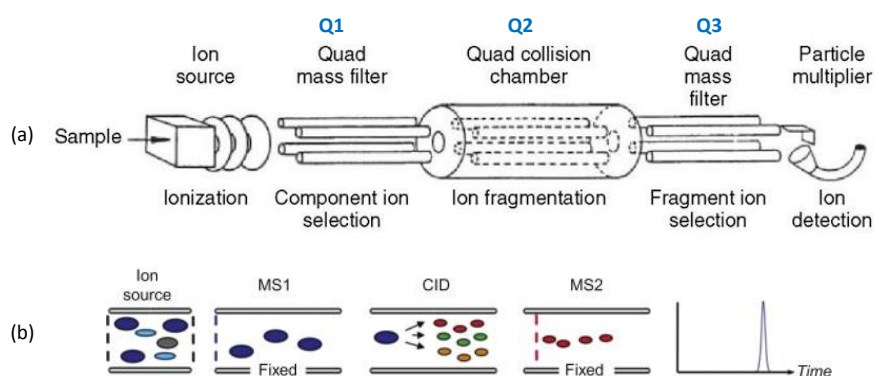 Q1 Q2 Q3
Ion
source
Quad
mass filter
Quad collision
chamber
Quad
mass
filter
Particle
multiplier
(a)
Sample
Ionization
Component ion
selection
Ion fragmentation
Fragment ion
selection
Ion
detection
(b)
Ion
source
MS1
CID
MS2
Fixed
Fixed
Time